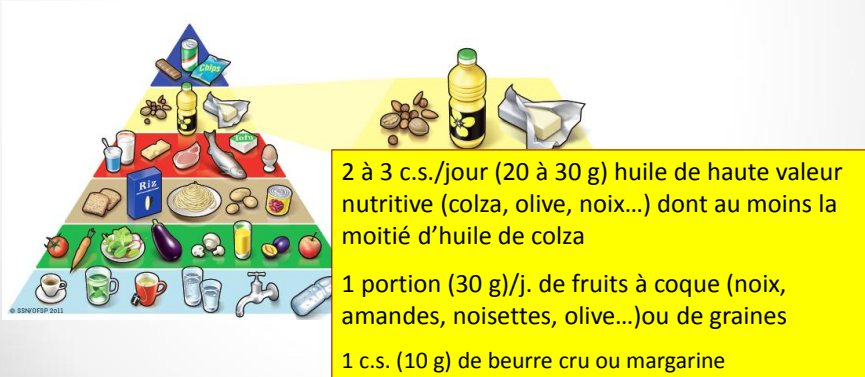 Chips
Tofu
Riz
© SSN/OFSP 2011
2 à 3 c.s./jour (20 à 30 g) huile de haute valeur
nutritive (colza, olive, noix…) dont au moins la
moitié d’huile de colza
1 portion (30 g)/j. de fruits à coque (noix,
amandes, noisettes, olive…)ou de graines
1 c.s. (10 g) de beurre cru ou margarine